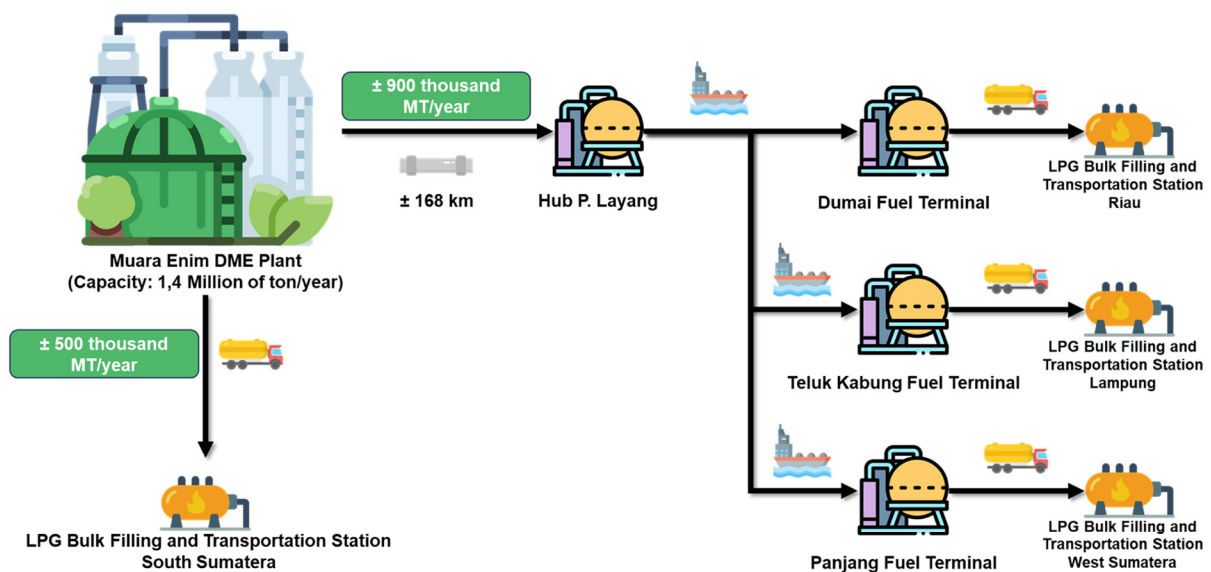 ± 900 thousand
MT/year
± 168 km
Hub P. Layang
Dumai Fuel Terminal
LPG Bulk Filling and
Transportation Station
Riau
Muara Enim DME Plant
(Capacity: 1,4 Million of ton/year)
± 500 thousand
MT/year
Teluk Kabung Fuel Terminal
LPG Bulk Filling and
Transportation Station
Lampung
LPG Bulk Filling and Transportation Station
South Sumatera
Panjang Fuel Terminal
LPG Bulk Filling and
Transportation Station
West Sumatera